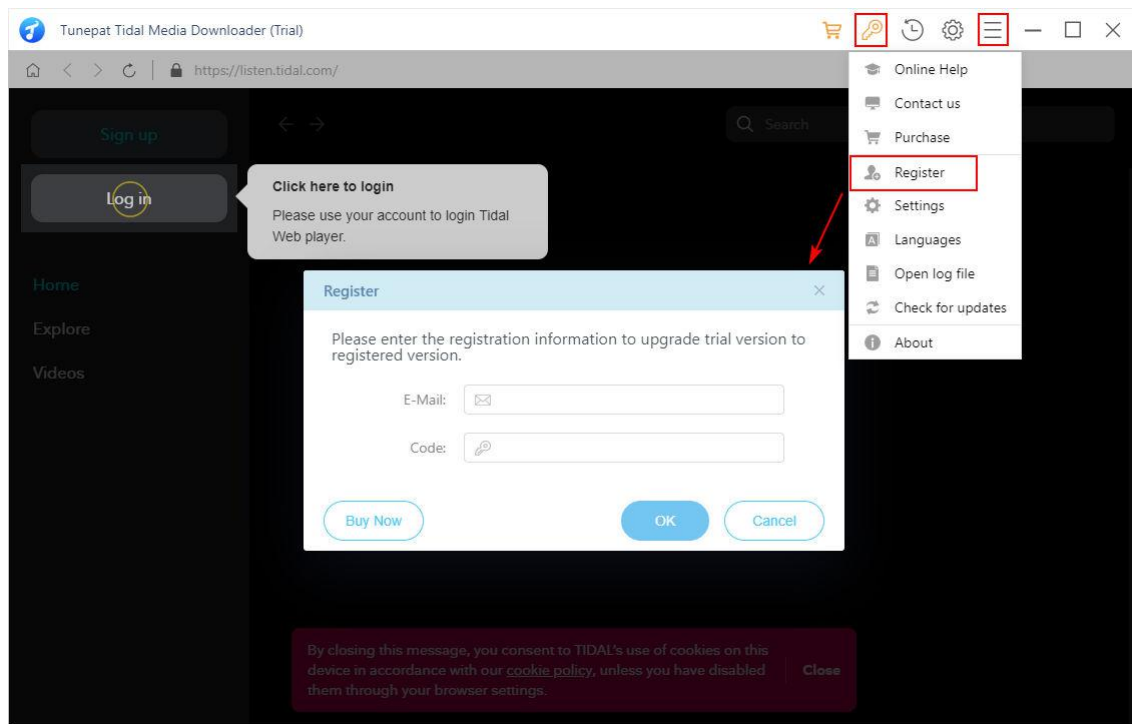 Tunepat Tidal Media Downloader (Trial)
https://listen.tidal.com/
Online Help
Contact us
Purchase
Register
Settings
Languages
Open log file
Check for updates
About
Sign up
Search
Log in
Click here to login
Please use your account to login Tidal
Web player.
Home
Explore
Videos
Register
Please enter the registration information to upgrade trial version to
registered version.
E-Mail:
Code:
Buy Now
OK
Cancel
By closing this message, you consent to TIDAL's use of cookies on this
device in accordance with our cookie policy, unless you have disabled
them through your browser settings.
Close